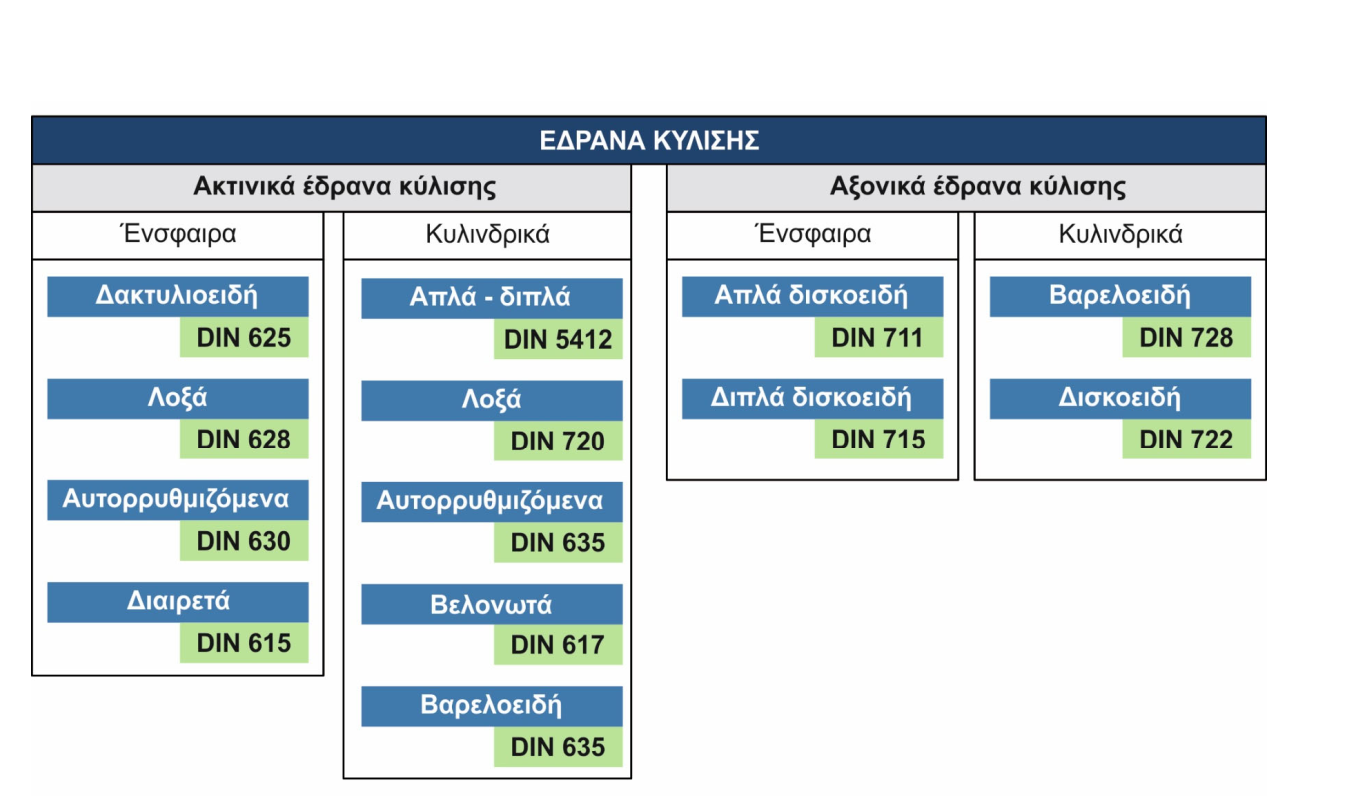 ΕΔΡΑΝΑ ΚΥΛΙΣΗΣ
Ακτινικά έδρανα κύλισης
Ένσφαιρα
Δακτυλιοειδή
DIN 625
Λοξά
DIN 628
Αυτορρυθμιζόμενα
DIN 630
Διαιρετά
DIN 615
Κυλινδρικά
Απλά - διπλά
DIN 5412
Λοξά
DIN 720
Αυτορρυθμιζόμενα
DIN 635
Βελονωτά
DIN 617
Βαρελοειδή
DIN 635
Αξονικά έδρανα κύλισης
Ένσφαιρα
Απλά δισκοειδή
DIN 711
Διπλά δισκοειδή
DIN 715
Κυλινδρικά
Βαρελοειδή
DIN 728
Δισκοειδή
DIN 722